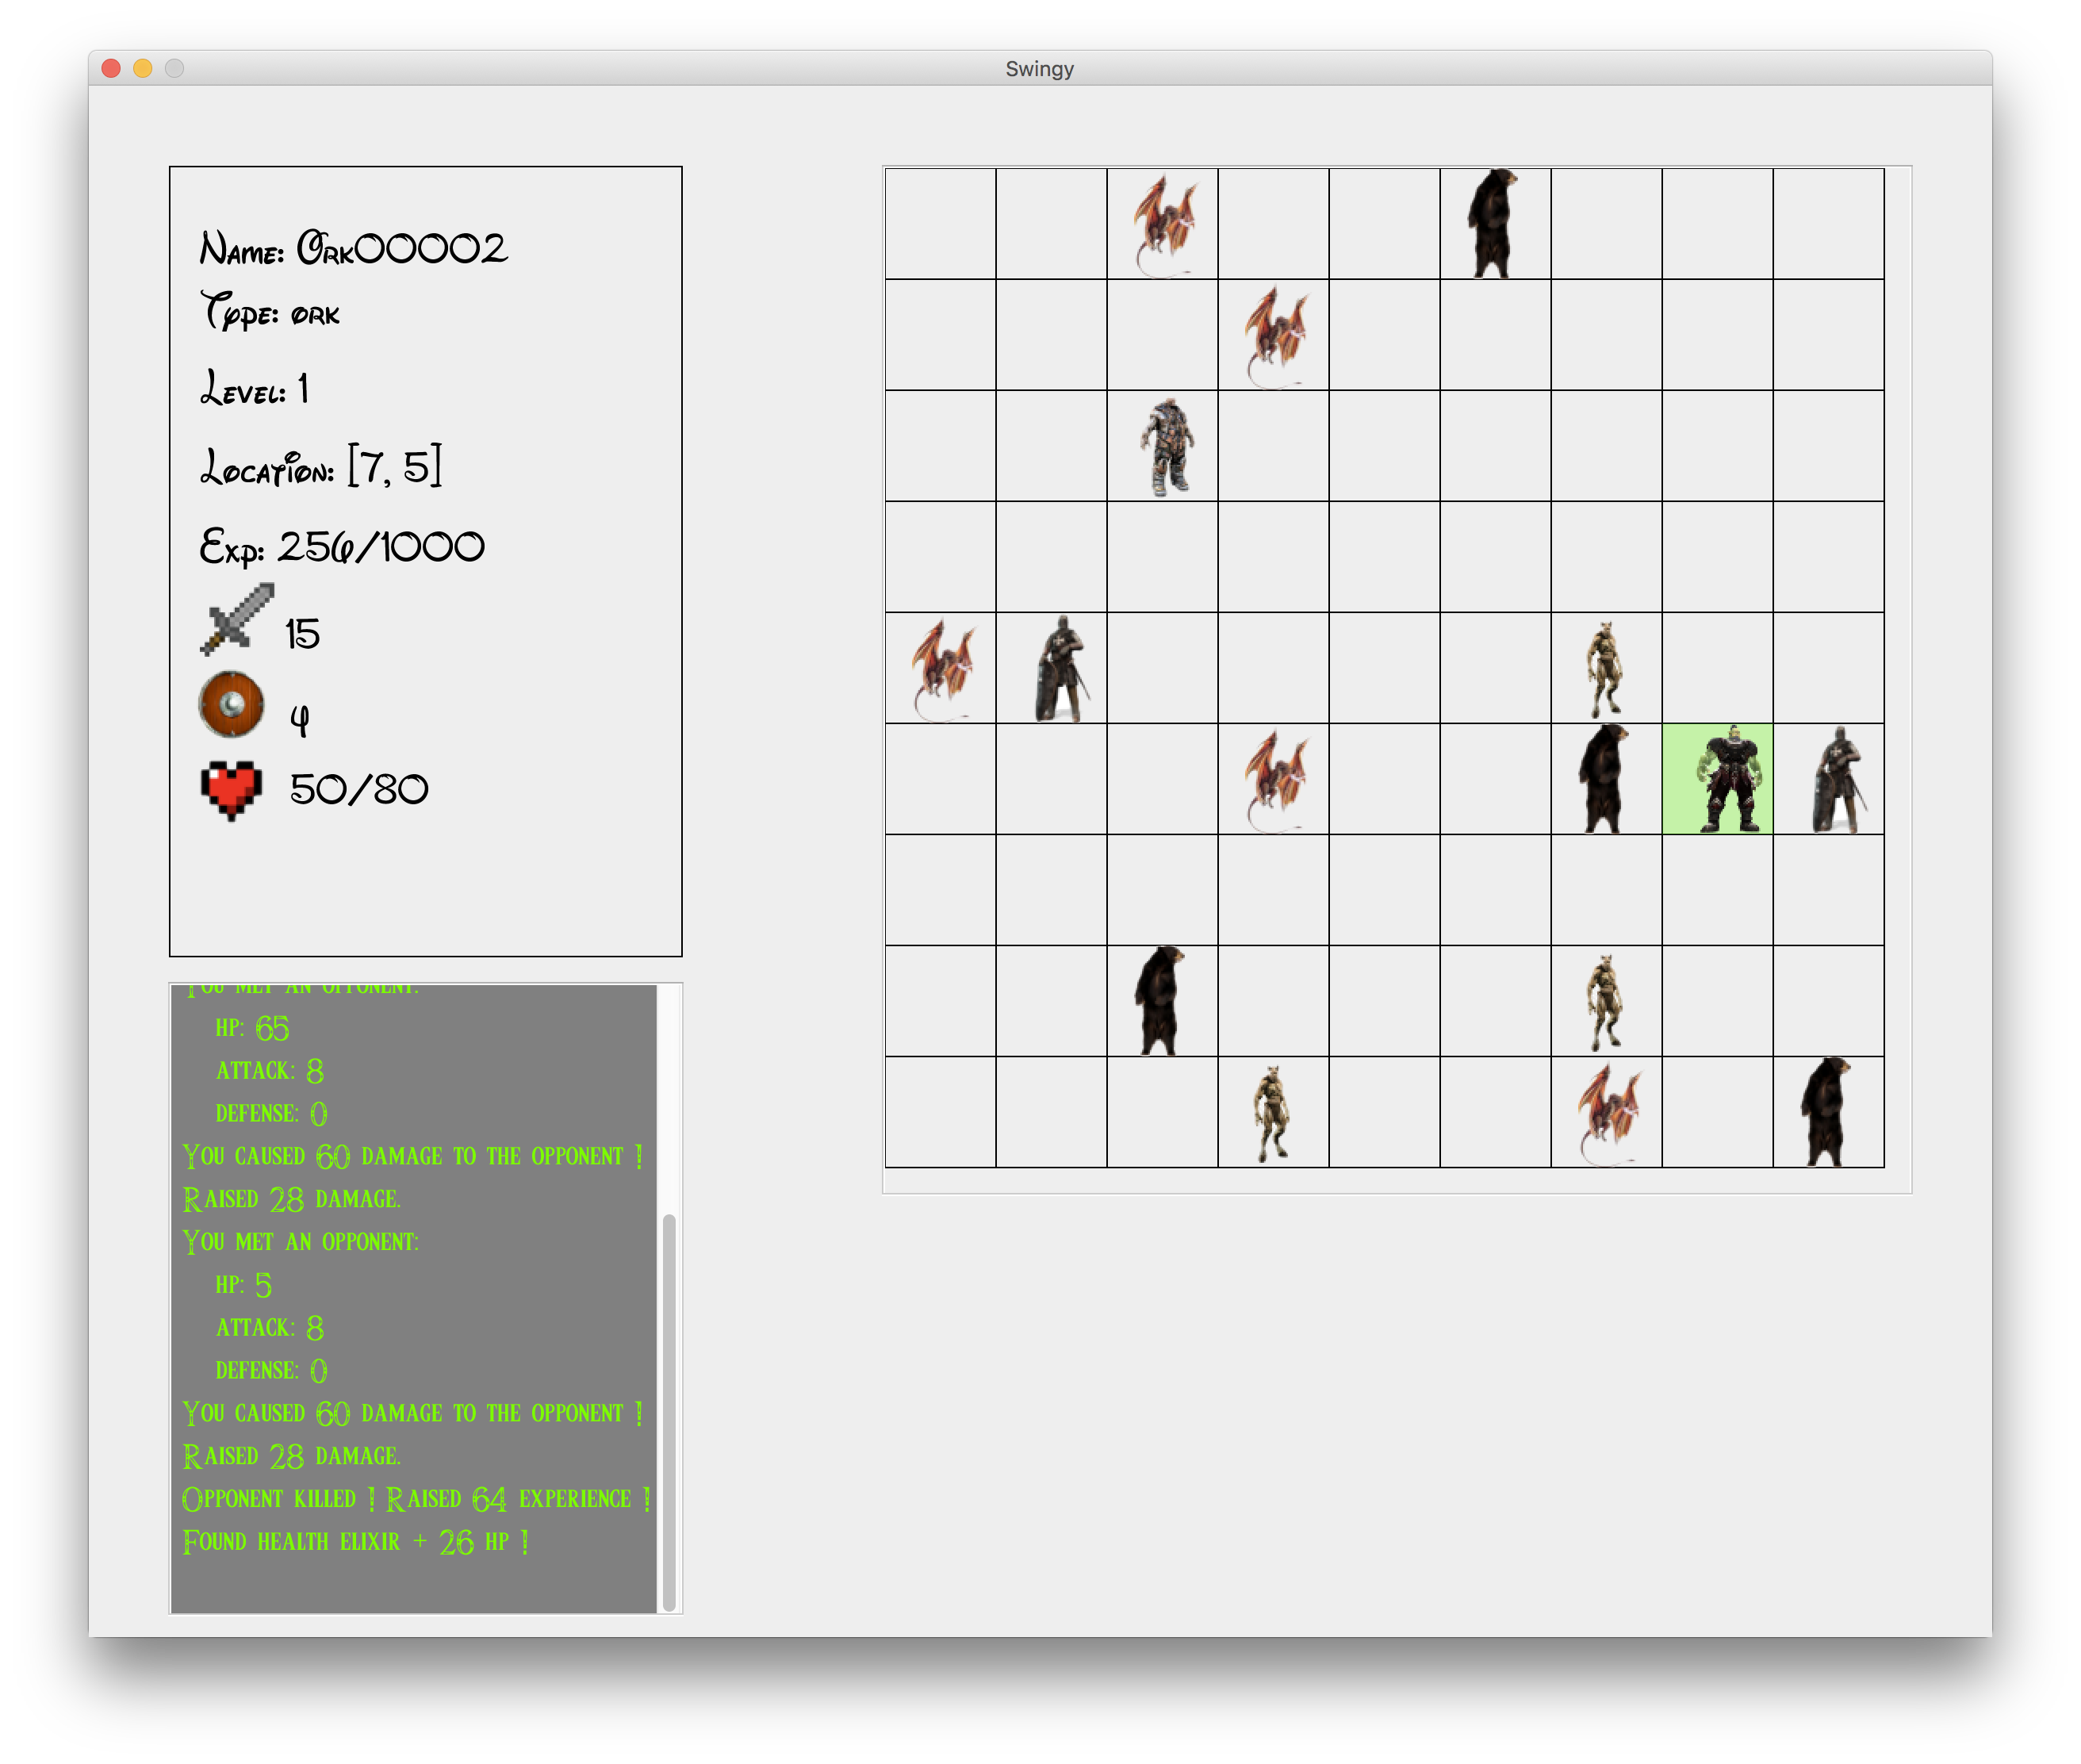 Swingy
Name: Ork00002
Type: ork
Level: 1
Location: [7, 5]
Exp: 256/1000
15
4
50/80
You met an opponent:
hp: 65
attack: 8
defense: 0
You caused 60 damage to the opponent !
Raised 28 damage.
You met an opponent:
hp: 5
attack: 8
defense: 0
You caused 60 damage to the opponent !
Raised 28 damage.
Opponent killed ! Raised 64 experience !
Found health elixir + 26 hp !